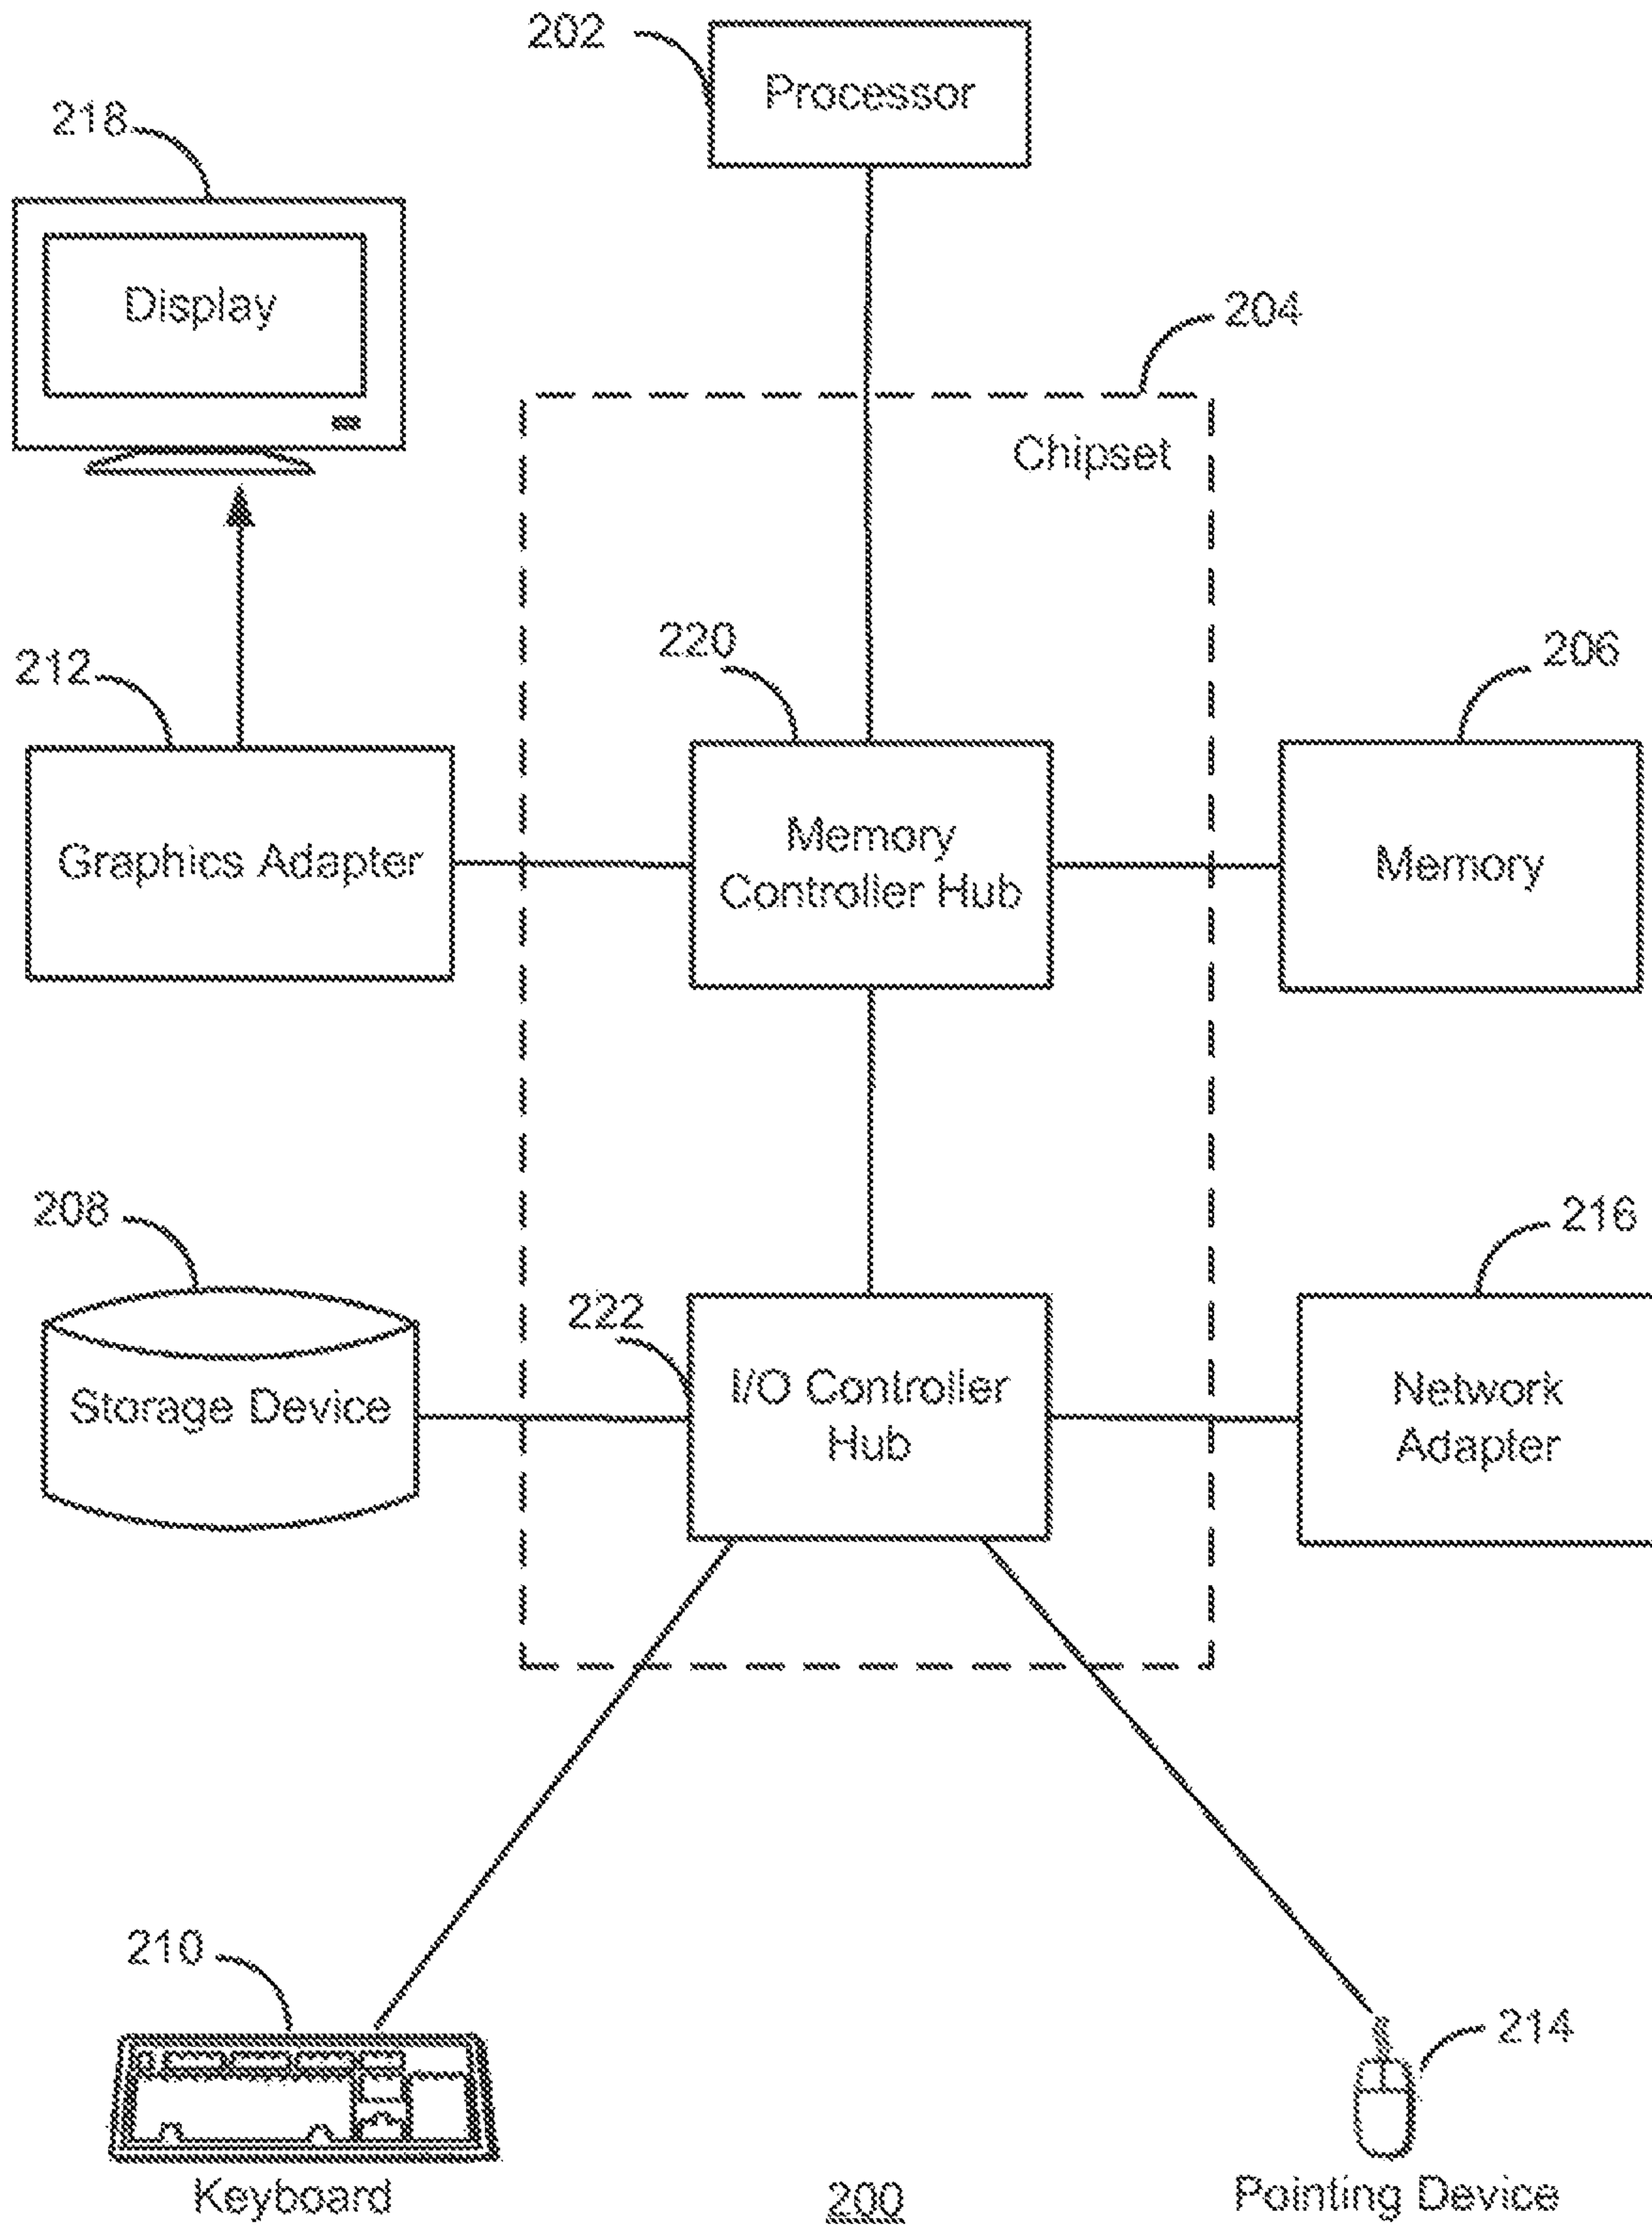 202
Processor
218
Display
204
Chipset
220
206
212
Memory
Controller Hub
Graphics Adapter
Memory
208
216
222
I/O Controller
Hub
Storage Device
Network
Adapter
210
214
Keyboard
200
Pointing Device